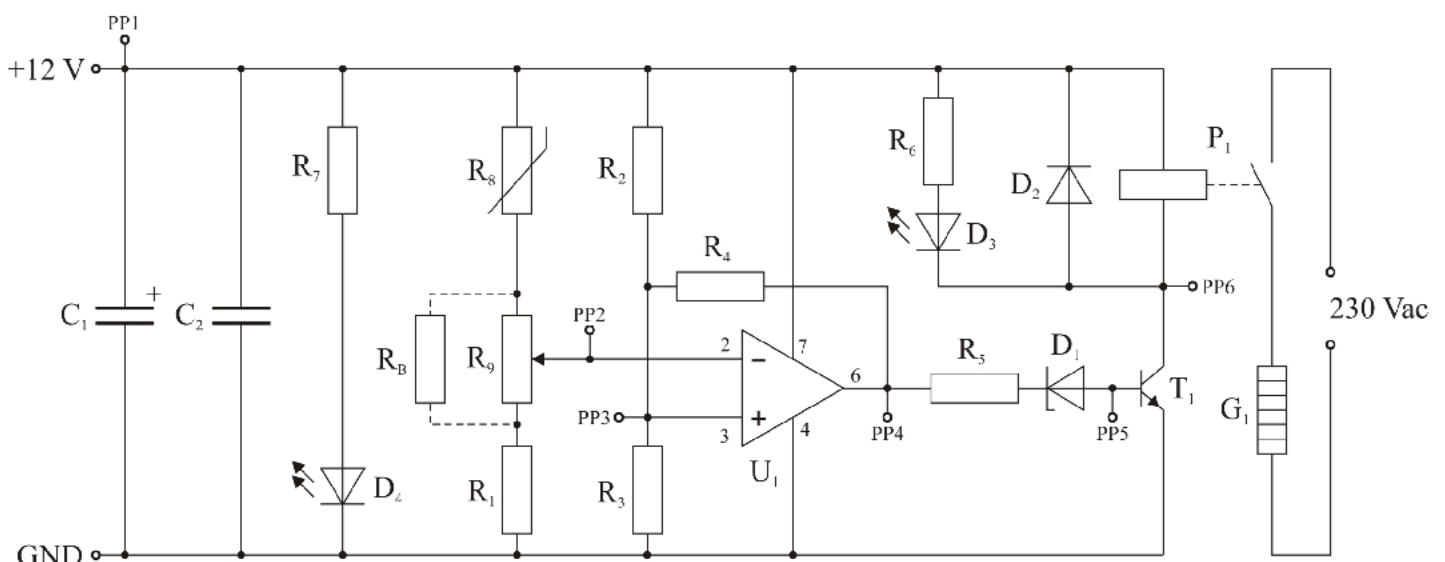 PP1
+12 V
R₇
R₈
R₂
R₆
D₂
P₁
D₃
R₄
PP6
C₁
+
C₂
230 Vac
R_B
R₉
PP2
2
−
7
6
R₅
D₁
T₁
G₁
PP3
+
3
4
PP4
PP5
U₁
D₄
R₁
R₃
GND